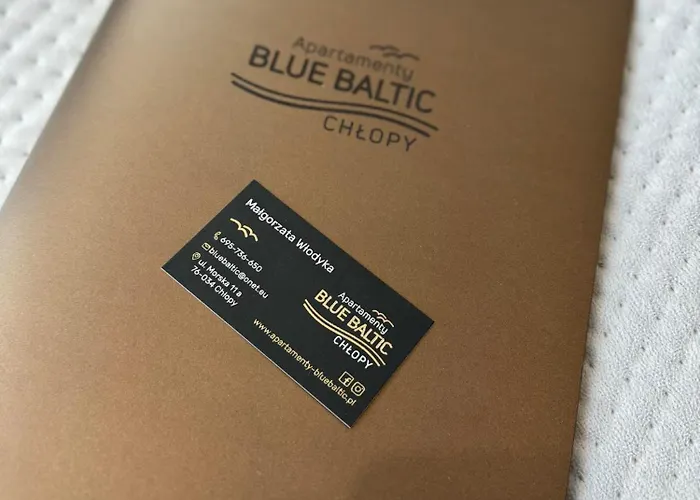 Apartamenty
BLUE BALTIC
CHŁOPY
Małgorzata Włodyka
695-736-650
bluebaltic@onet.eu
ul. Morska 11 a
76-034 Chłopy
Apartamenty
BLUE BALTIC
CHŁOPY
www.apartamenty-bluebaltic.pl